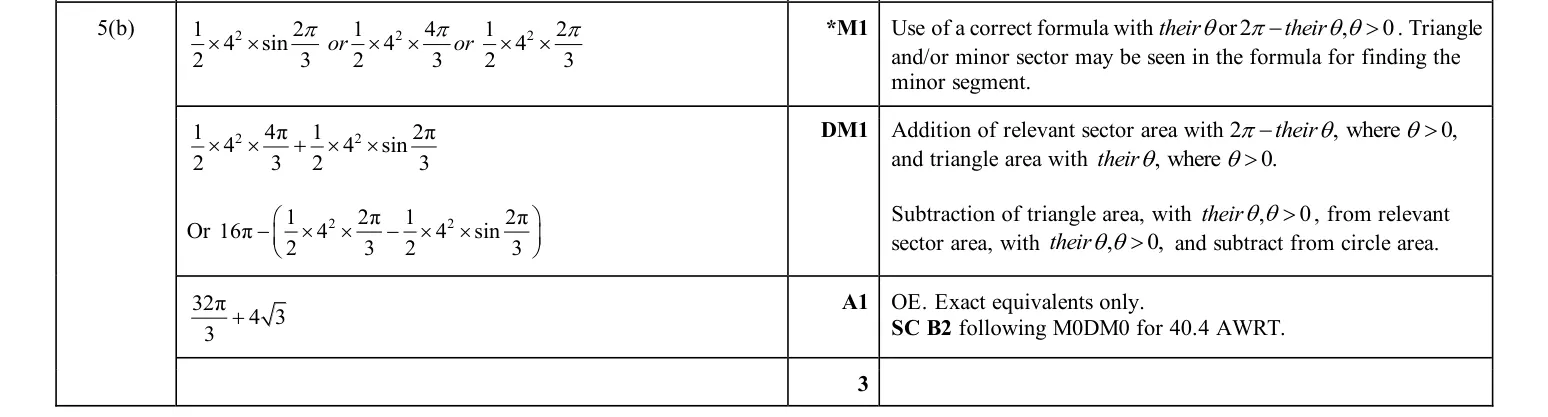 5(b)
1/2 × 4² × sin 2π/3 or 1/2 × 4² × 4π/3 or 1/2 × 4² × 2π/3
*M1
Use of a correct formula with their θ or 2π − their θ, θ > 0 . Triangle
and/or minor sector may be seen in the formula for finding the
minor segment.
1/2 × 4² × 4π/3 + 1/2 × 4² × sin 2π/3
DM1
Addition of relevant sector area with 2π − their θ, where θ > 0,
and triangle area with their θ, where θ > 0.
Or 16π − (1/2 × 4² × 2π/3 − 1/2 × 4² × sin 2π/3)
Subtraction of triangle area, with their θ, θ > 0 , from relevant
sector area, with their θ, θ > 0, and subtract from circle area.
32π/3 + 4√3
A1
OE. Exact equivalents only.
SC B2 following M0DM0 for 40.4 AWRT.
3